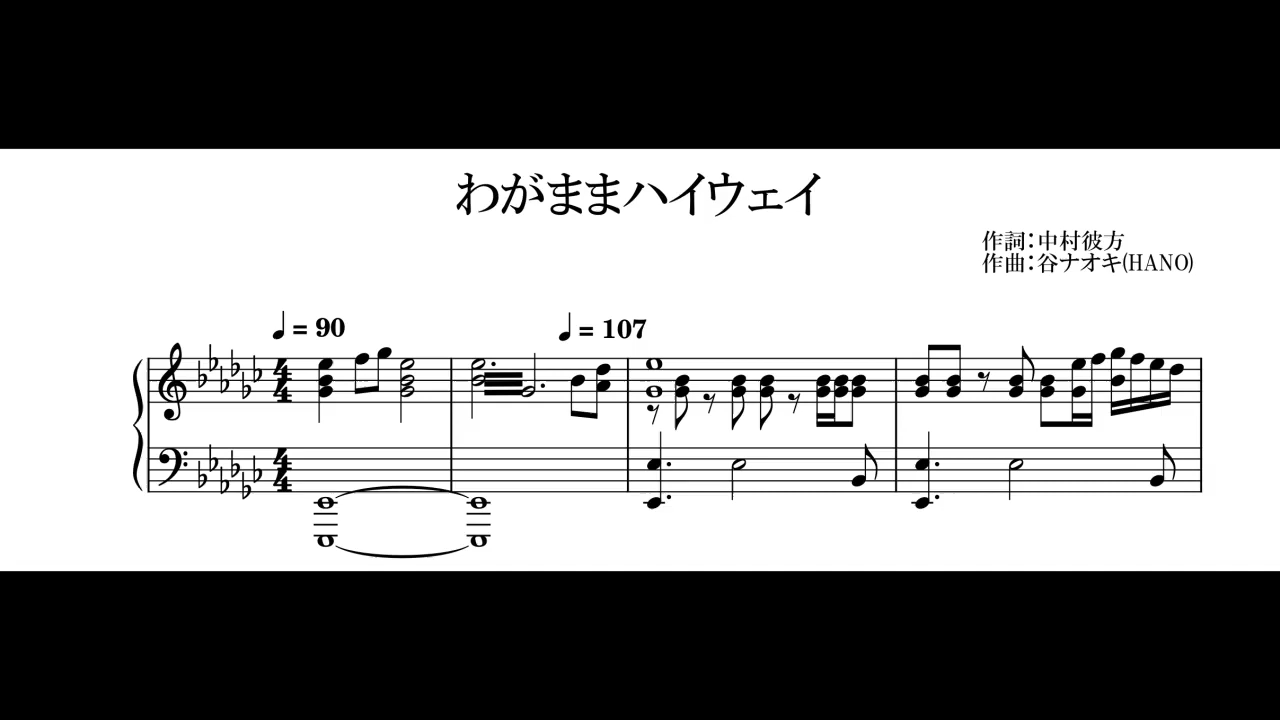 わがままハイウェイ
作詞：中村彼方
作曲：谷ナオキ(HANO)
♩ = 90
♩ = 107